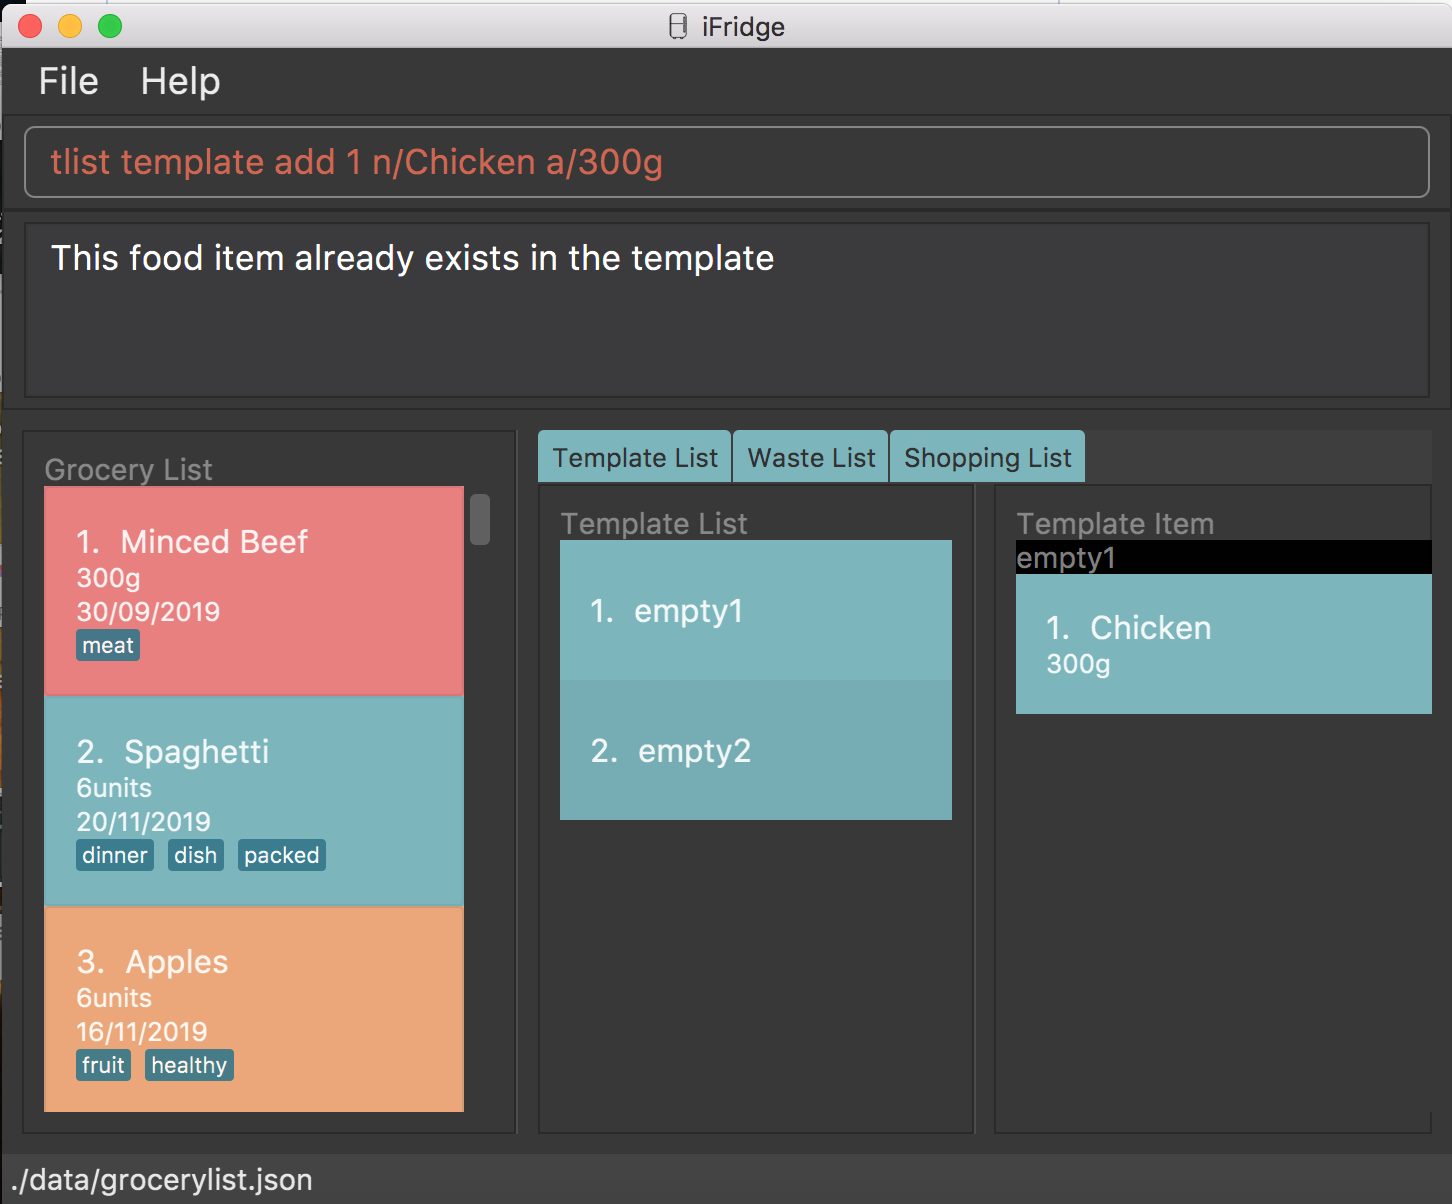 iFridge
File Help
tlist template add 1 n/Chicken a/300g
This food item already exists in the template
Grocery List
1. Minced Beef
300g
30/09/2019
meat
2. Spaghetti
6units
20/11/2019
dinner dish packed
3. Apples
6units
16/11/2019
fruit healthy
Template List Waste List Shopping List
Template List
1. empty1
2. empty2
Template Item
empty1
1. Chicken
300g
./data/grocerylist.json